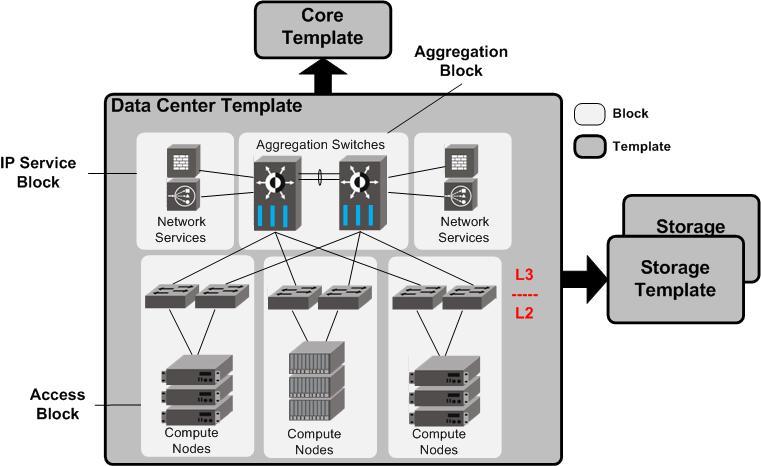 Core
Template
Aggregation
Block
Data Center Template
Block
Template
IP Service
Block
Aggregation Switches
Network
Services
Network
Services
Storage
Storage
Template
L3
-----
L2
Access
Block
Compute
Nodes
Compute
Nodes
Compute
Nodes